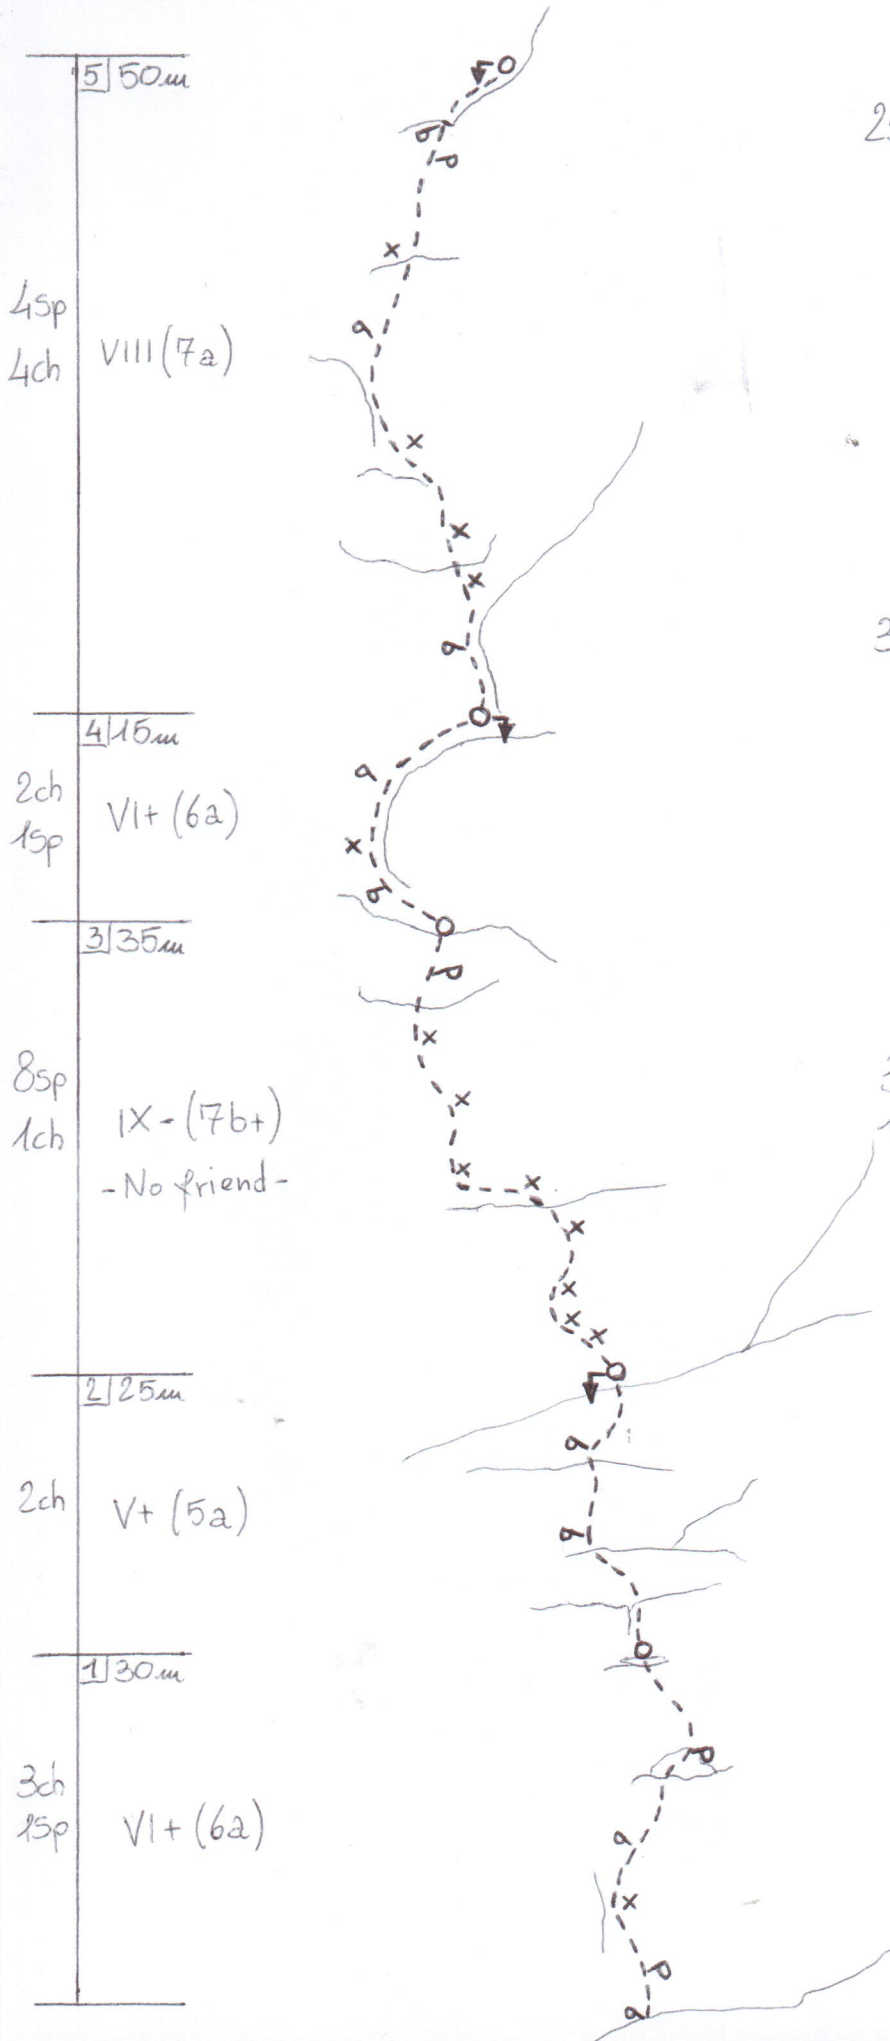 5 50m
4sp
4ch
VIII (7a)
4 15m
2ch
1sp
VI+ (6a)
3 35m
8sp
1ch
IX- (7b+)
-No friend-
2 25m
2ch
V+ (5a)
1 30m
3ch
1sp
VI+ (6a)